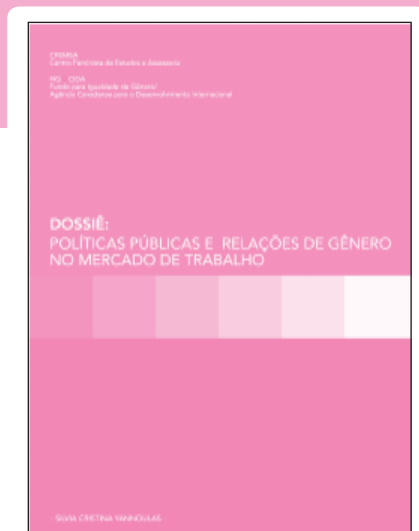 CFEMEA
Centro Feminista de Estudos e Assessoria
FIG CIDA
Fundo para Igualdade de Gênero/
Agência Canadense para o Desenvolvimento Internacional
DOSSIÊ:
POLÍTICAS PÚBLICAS E RELAÇÕES DE GÊNERO
NO MERCADO DE TRABALHO
SILVIA CRISTINA YANNOULAS